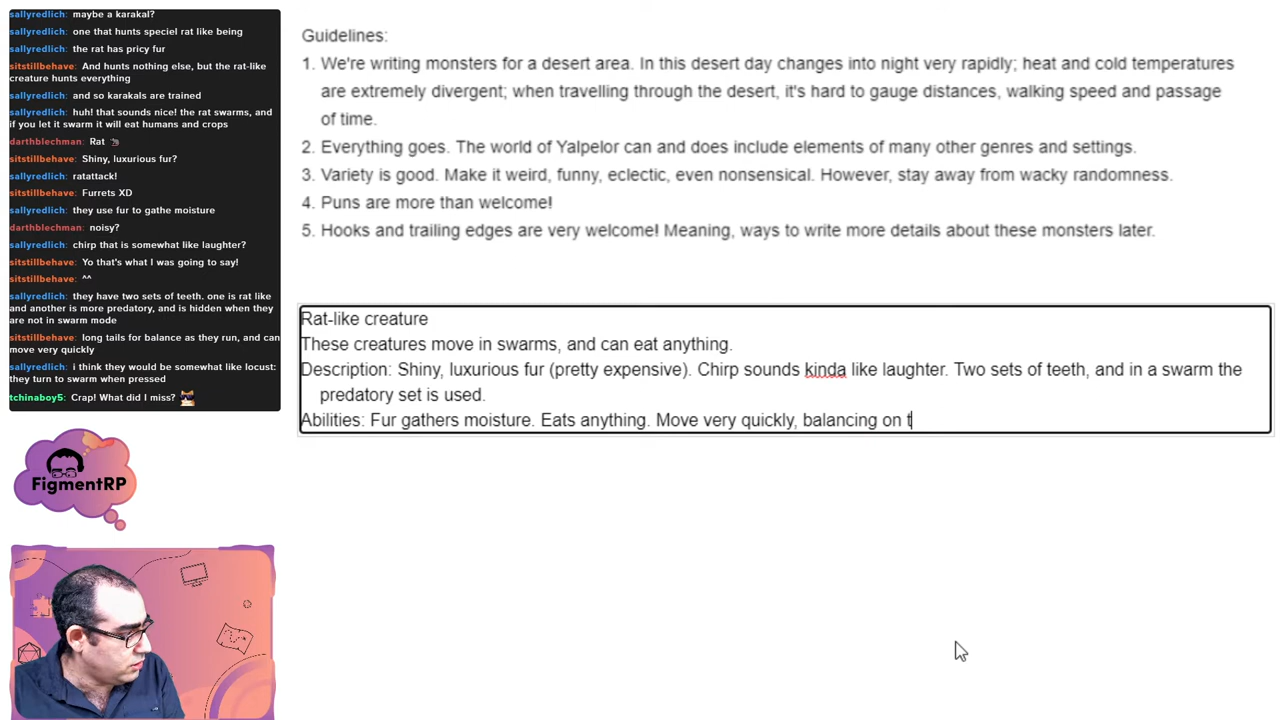 sallyredlich: maybe a karakal?
sallyredlich: one that hunts speciel rat like being
sallyredlich: the rat has pricy fur
sitstillbehave: And hunts nothing else, but the rat-like
creature hunts everything
sallyredlich: and so karakals are trained
sallyredlich: huh! that sounds nice! the rat swarms, and
if you let it swarm it will eat humans and crops
darthblechman: Rat
sitstillbehave: Shiny, luxurious fur?
sallyredlich: ratattack!
sitstillbehave: Furrets XD
sallyredlich: they use fur to gathe moisture
darthblechman: noisy?
sallyredlich: chirp that is somewhat like laughter?
sitstillbehave: Yo that's what I was going to say!
sitstillbehave: ^^
sallyredlich: they have two sets of teeth. one is rat like
and another is more predatory, and is hidden when they
are not in swarm mode
sitstillbehave: long tails for balance as they run, and can
move very quickly
sallyredlich: i think they would be somewhat like locust:
they turn to swarm when pressed
tchinaboy5: Crap! What did I miss?
FigmentRP
Guidelines:
1. We're writing monsters for a desert area. In this desert day changes into night very rapidly; heat and cold temperatures
are extremely divergent; when travelling through the desert, it's hard to gauge distances, walking speed and passage
of time.
2. Everything goes. The world of Yalpelor can and does include elements of many other genres and settings.
3. Variety is good. Make it weird, funny, eclectic, even nonsensical. However, stay away from wacky randomness.
4. Puns are more than welcome!
5. Hooks and trailing edges are very welcome! Meaning, ways to write more details about these monsters later.
Rat-like creature
These creatures move in swarms, and can eat anything.
Description: Shiny, luxurious fur (pretty expensive). Chirp sounds kinda like laughter. Two sets of teeth, and in a swarm the
predatory set is used.
Abilities: Fur gathers moisture. Eats anything. Move very quickly, balancing on t